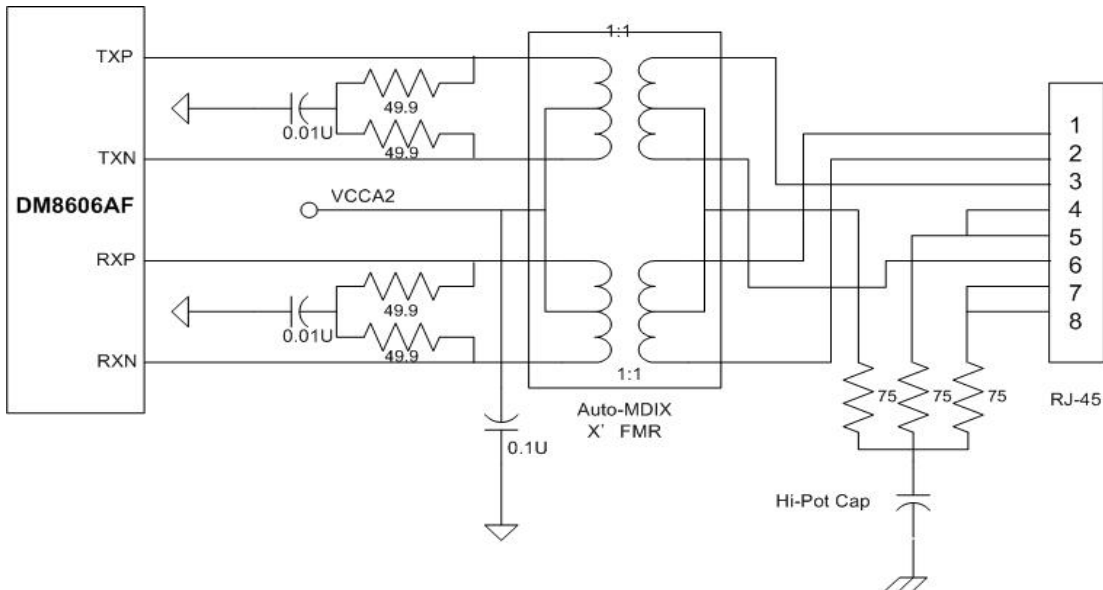 1:1
TXP
49.9
0.01U
49.9
TXN
DM8606AF
VCCA2
RXP
49.9
0.01U
49.9
RXN
1:1
Auto-MDIX
X' FMR
0.1U
1
2
3
4
5
6
7
8
RJ-45
75
75
75
Hi-Pot Cap